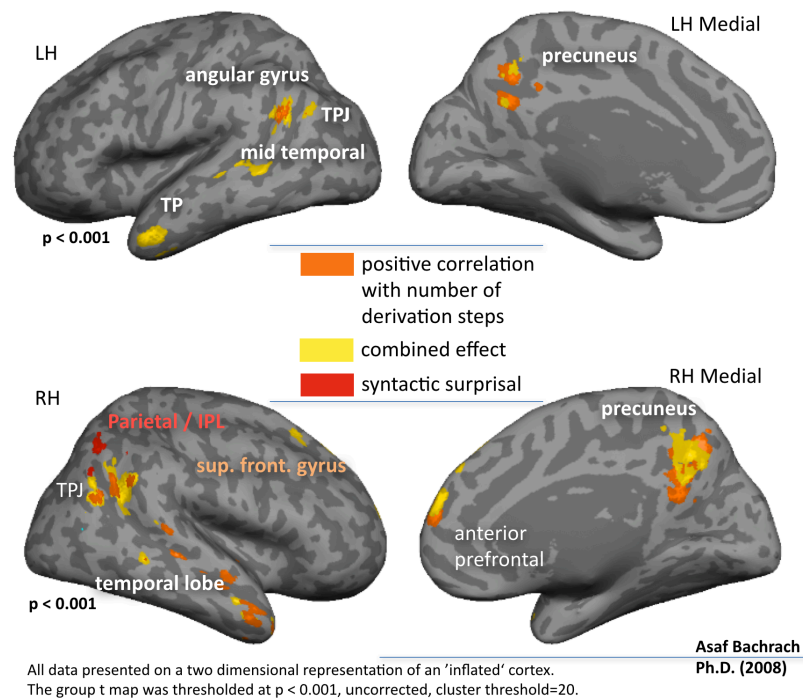 LH
LH Medial
precuneus
angular gyrus
TPJ
mid temporal
TP
p < 0.001
positive correlation
with number of
derivation steps
combined effect
syntactic surprisal
RH
RH Medial
Parietal / IPL
precuneus
sup. front. gyrus
TPJ
anterior
prefrontal
temporal lobe
p < 0.001
Asaf Bachrach
Ph.D. (2008)
All data presented on a two dimensional representation of an ’inflated‘ cortex.
The group t map was thresholded at p < 0.001, uncorrected, cluster threshold=20.